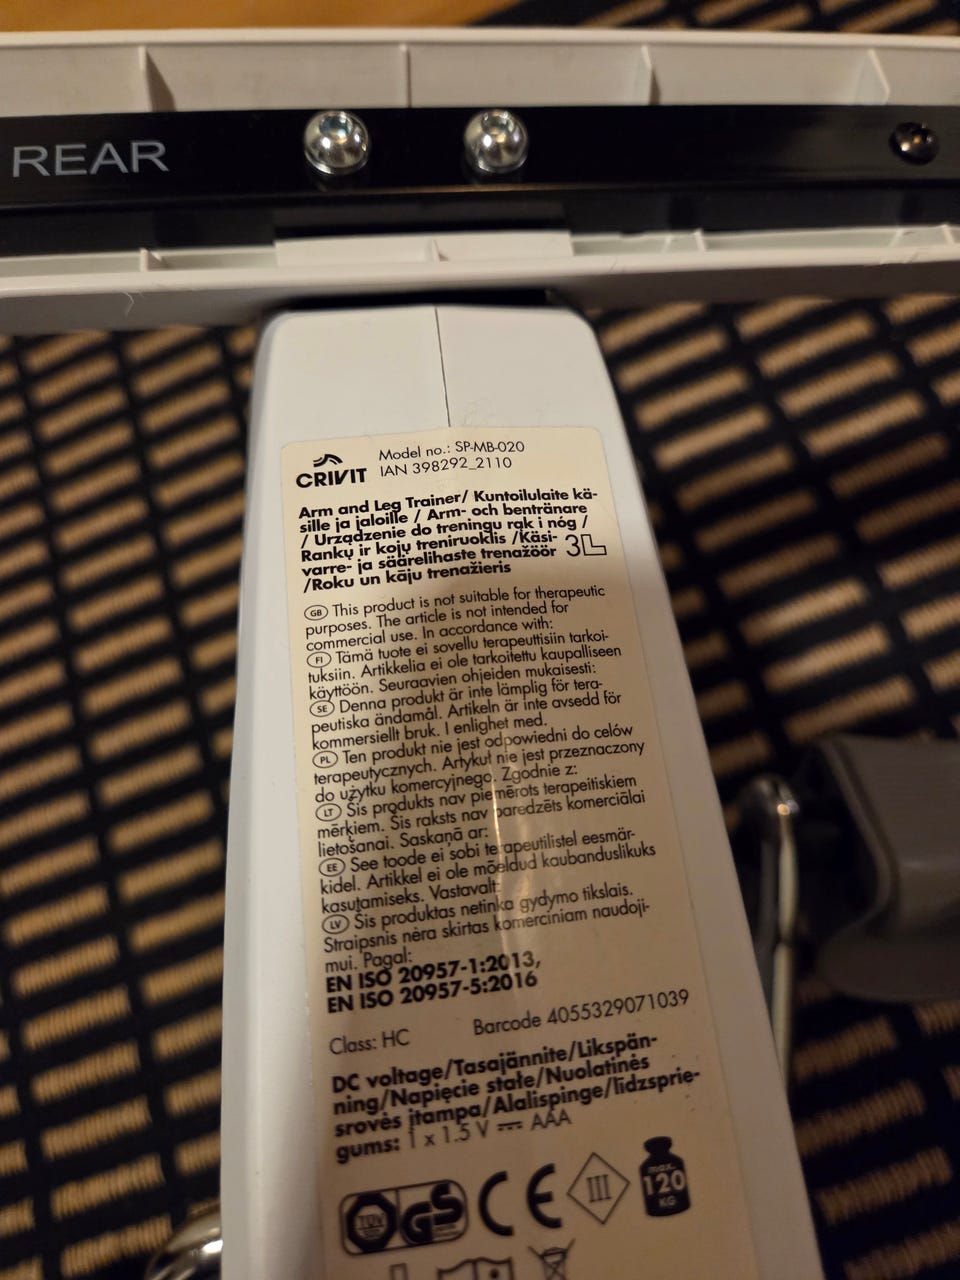 REAR
CRIVIT
Model no.: SP-MB-020
IAN 398292_2110
Arm and Leg Trainer/ Kuntoilulaite kä-
sille ja jaloille / Arm- och bentränare
/ Urządzenie do treningu rąk i nóg /
Rankų ir kojų treniruoklis /Käsi-
varre- ja säärelihaste trenažöör
/Roku un kāju trenažieris
3L
GB This product is not suitable for therapeutic
purposes. The article is not intended for
commercial use. In accordance with:
FI Tämä tuote ei sovellu terapeuttisiin tarkoi-
tuksiin. Artikkelia ei ole tarkoitettu kaupalliseen
käyttöön. Seuraavien ohjeiden mukaisesti:
SE Denna produkt är inte lämplig för tera-
peutiska ändamål. Artikeln är inte avsedd för
kommersiellt bruk. I enlighet med.
PL Ten produkt nie jest odpowiedni do celów
terapeutycznych. Artykuł nie jest przeznaczony
do użytku komercyjnego. Zgodnie z:
LT Šis produkts nav piemērots terapeitiskiem
mērķiem. Šis raksts nav paredzēts komerciālai
lietošanai. Saskaņā ar:
EE See toode ei sobi terapeutilistel eesmär-
kidel. Artikkel ei ole mõeldud kaubanduslikuks
kasutamiseks. Vastavalt:
LV Šis produktas netinka gydymo tikslais.
Straipsnis nėra skirtas komerciniam naudoji-
mui. Pagal:
EN ISO 20957-1:2013,
EN ISO 20957-5:2016
Class: HC
Barcode 4055329071039
DC voltage/Tasajännite/Likspän-
ning/Napięcie stałe/Nuolatinės
srovės įtampa/Alalispinge/līdzsprie-
gums: 1 x 1.5 V ⎓ AAA
TÜV GS CE III max. 120 KG